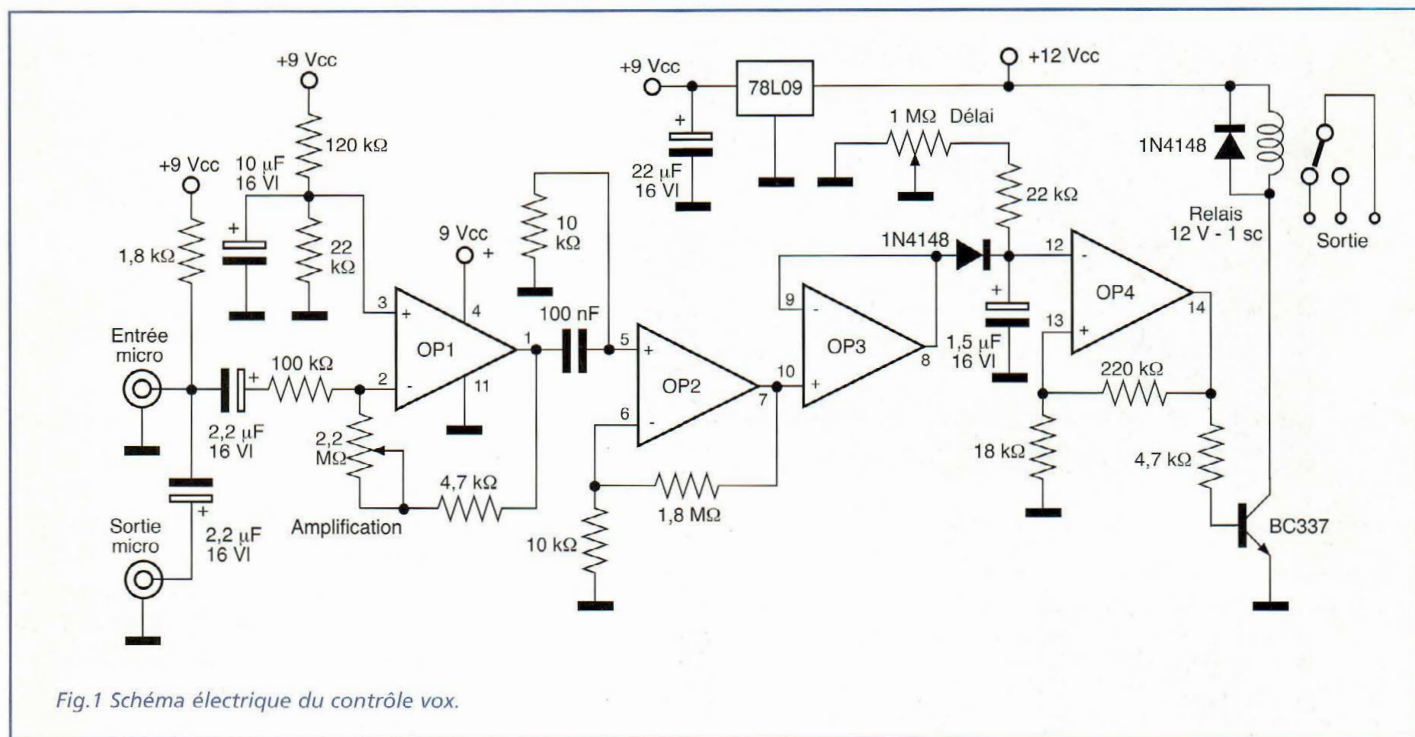 +9 Vcc
120 kΩ
10 µF
16 Vl
+
+9 Vcc
1,8 kΩ
22
kΩ
Entrée
micro
+
2,2 µF
16 Vl
100 kΩ
2,2
MΩ
Amplification
4,7 kΩ
Sortie
micro
+
2,2 µF
16 Vl
9 Vcc
+
3
+
4
OP1
2
-
11
1
100 nF
10
kΩ
5
+
OP2
6
-
7
1,8 MΩ
10 kΩ
+9 Vcc
+
22 µF
16 Vl
78L09
+12 Vcc
1 MΩ Délai
22 kΩ
1N4148
9
-
OP3
10
+
8
+
1,5 µF
16 Vl
12
-
OP4
13
+
14
220 kΩ
18 kΩ
4,7 kΩ
BC337
1N4148
Relais
12 V - 1 sc
Sortie
Fig.1 Schéma électrique du contrôle vox.